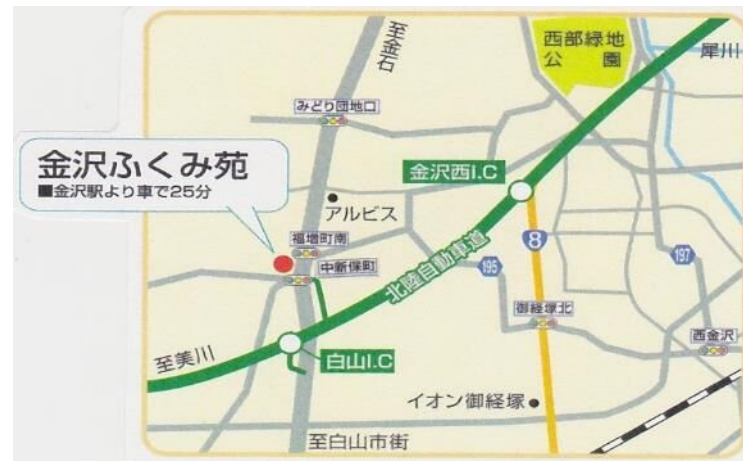 至金石
西部緑地
公園
犀川
みどり団地口
金沢ふくみ苑
■金沢駅より車で25分
金沢西I.C
アルビス
福増町南
8
中新保町
北陸自動車道
195
197
御経塚北
西金沢
至美川
白山I.C
イオン御経塚
至白山市街